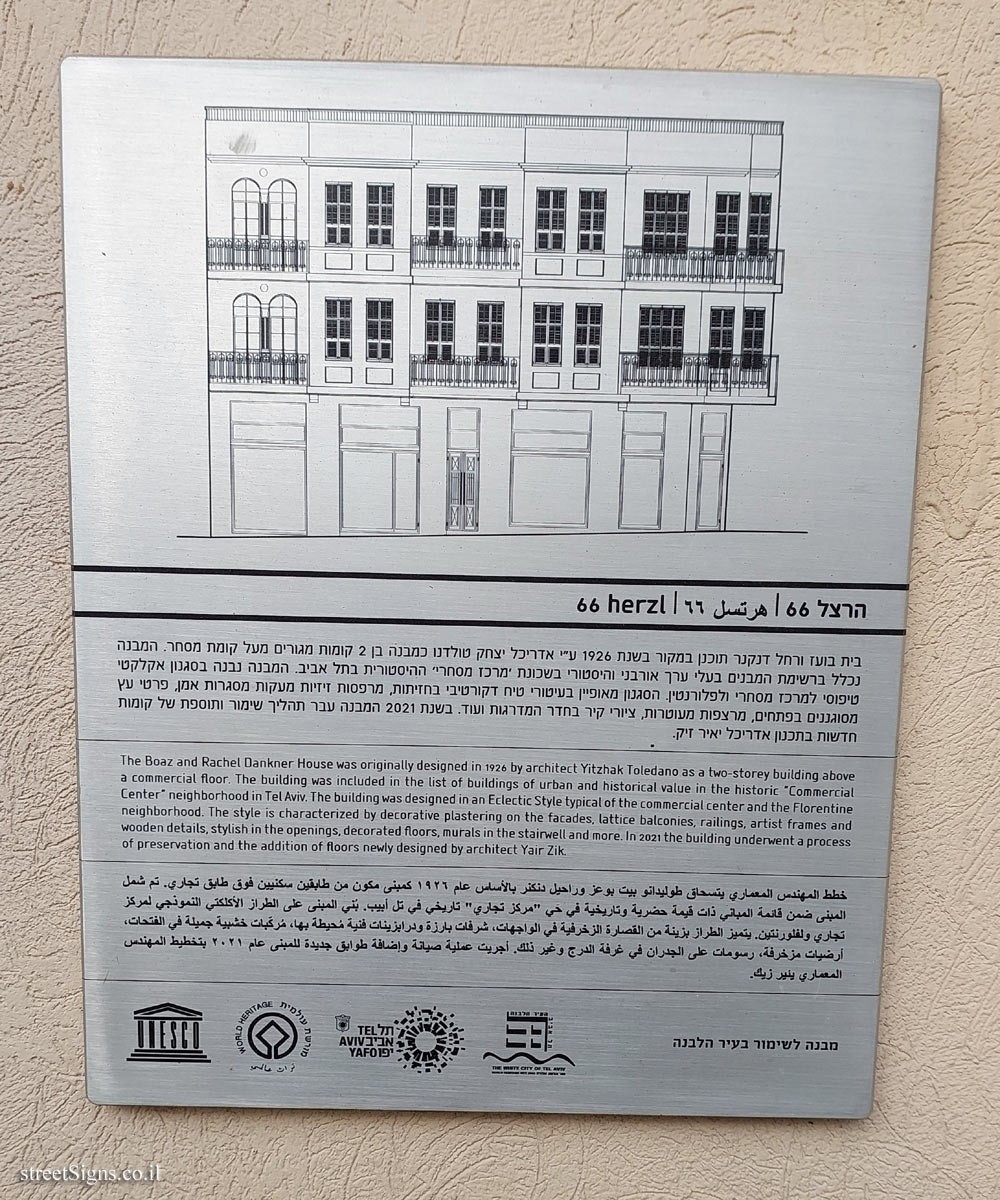 הרצל 66 | هرتسل ٦٦ | 66 herzl
בית בועז ורחל דנקנר תוכנן במקור בשנת 1926 ע״י אדריכל יצחק טולדנו כמבנה בן 2 קומות מגורים מעל קומת מסחר. המבנה
נכלל ברשימת המבנים בעלי ערך אורבני והיסטורי בשכונת ׳מרכז מסחרי׳ ההיסטורית בתל אביב. המבנה נבנה בסגנון אקלקטי
טיפוסי למרכז מסחרי ולפלורנטין. הסגנון מאופיין בעיטורי טיח דקורטיבי בחזיתות, מרפסות זיזיות מעקות מסגרות אמן, פרטי עץ
מסוגננים בפתחים, מרצפות מעוטרות, ציורי קיר בחדר המדרגות ועוד. בשנת 2021 המבנה עבר תהליך שימור ותוספת של קומות
חדשות בתכנון אדריכל יאיר זיק.
The Boaz and Rachel Dankner House was originally designed in 1926 by architect Yitzhak Toledano as a two-storey building above
a commercial floor. The building was included in the list of buildings of urban and historical value in the historic "Commercial
Center" neighborhood in Tel Aviv. The building was designed in an Eclectic Style typical of the commercial center and the Florentine
neighborhood. The style is characterized by decorative plastering on the facades, lattice balconies, railings, artist frames and
wooden details, stylish in the openings, decorated floors, murals in the stairwell and more. In 2021 the building underwent a process
of preservation and the addition of floors newly designed by architect Yair Zik.
خطط المهندس المعماري يتسحاق طوليدانو بيت بوعز وراحيل دنكنر بالأساس عام ١٩٢٦ كمبنى مكون من طابقين سكنيين فوق طابق تجاري. تم شمل
المبنى ضمن قائمة المباني ذات قيمة حضرية وتاريخية في حي "مركز تجاري" تاريخي في تل أبيب. بُني المبنى على الطراز الأكلكتي النموذجي لمركز
تجاري ولفلورنتين. يتميز الطراز بزينة من القصارة الزخرفية في الواجهات، شرفات بارزة ودرابزينات فنية مُحيطة بها، مُركّبات خشبية جميلة في الفتحات،
أرضيات مزخرفة، رسومات على الجدران في غرفة الدرج وغير ذلك. أجريت عملية صيانة وإضافة طوابق جديدة للمبنى عام ٢٠٢١ بتخطيط المهندس
المعماري يئير زيك.
UNESCO
WORLD HERITAGE
מורשת עולמית
تراث عالمي
TEL תל
AVIV אביב
YAFO יפו
העיר הלבנה
תל אביב
THE WHITE CITY OF TEL AVIV
מבנה לשימור בעיר הלבנה
streetSigns.co.il